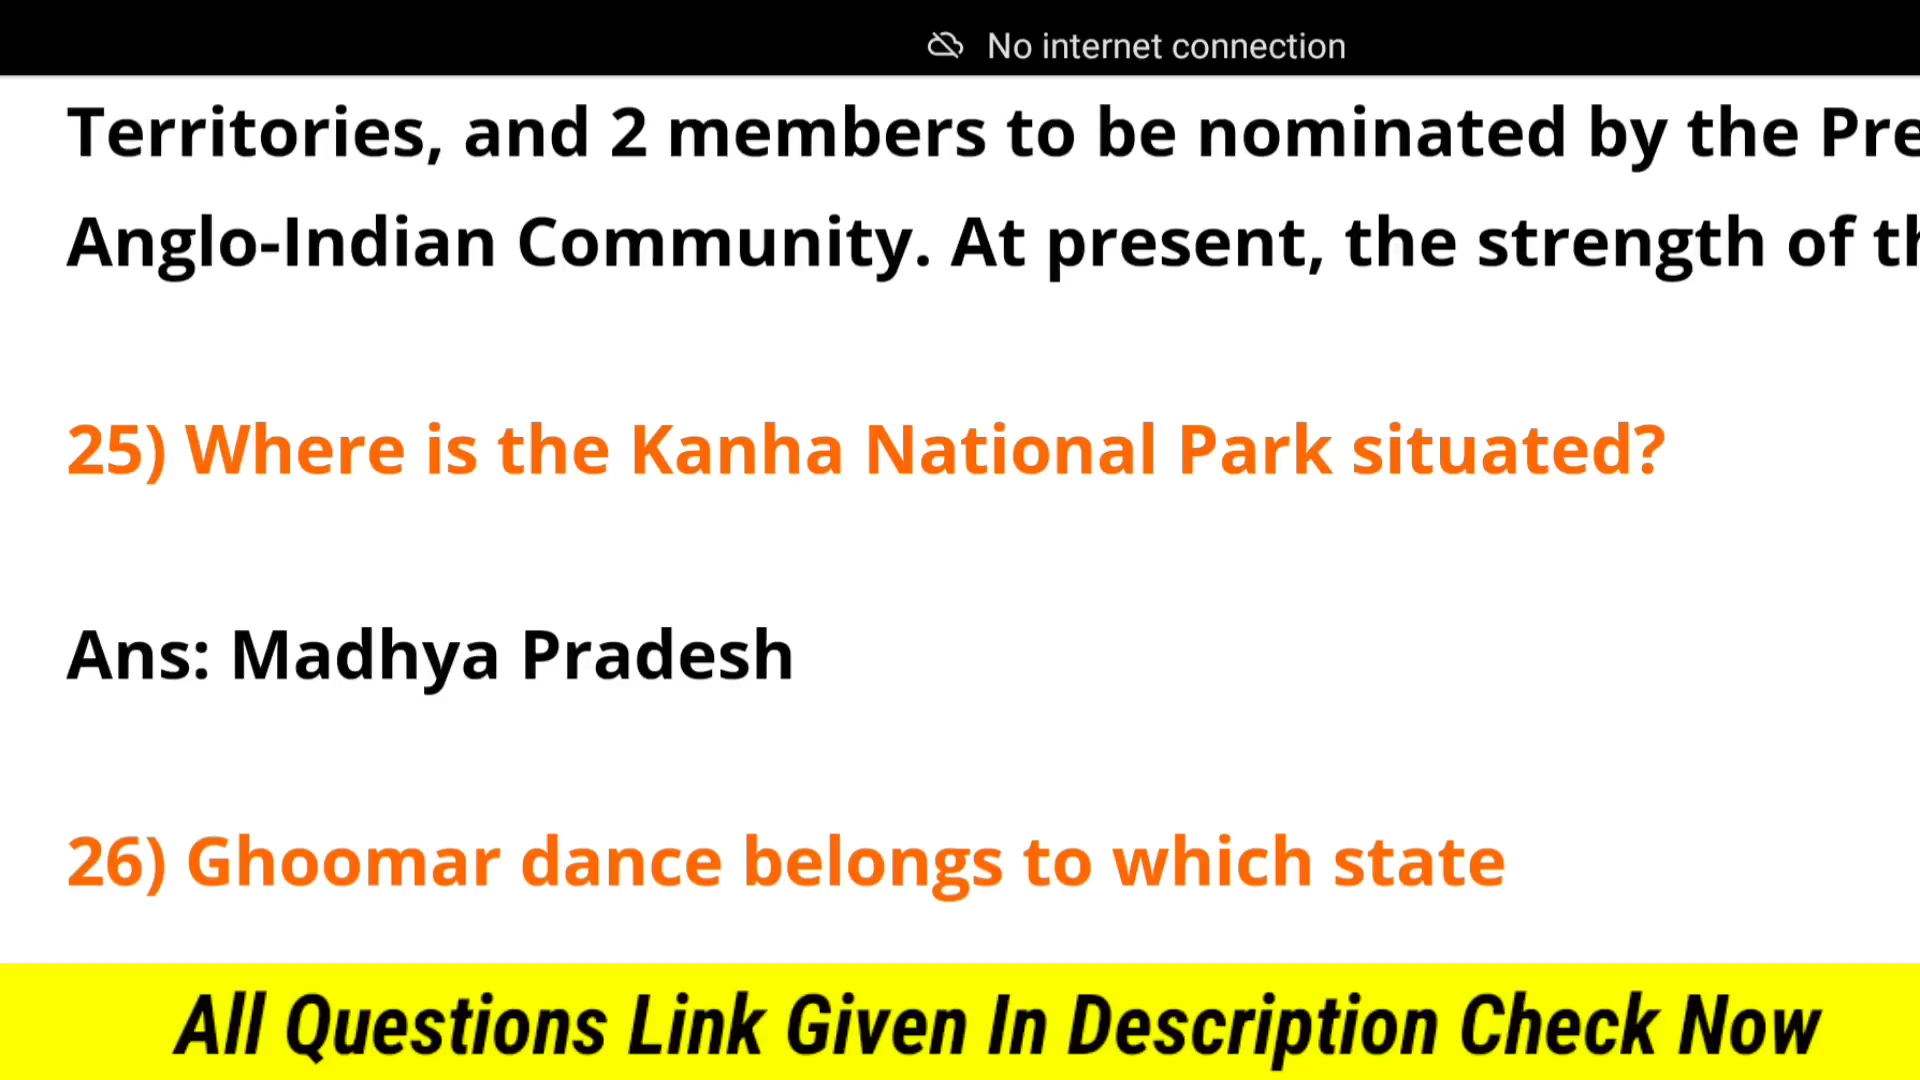 No internet connection
Territories, and 2 members to be nominated by the
Anglo-Indian Community. At present, the strength of
25) Where is the Kanha National Park situated?
Ans: Madhya Pradesh
26) Ghoomar dance belongs to which state
All Questions Link Given In Description Check Now